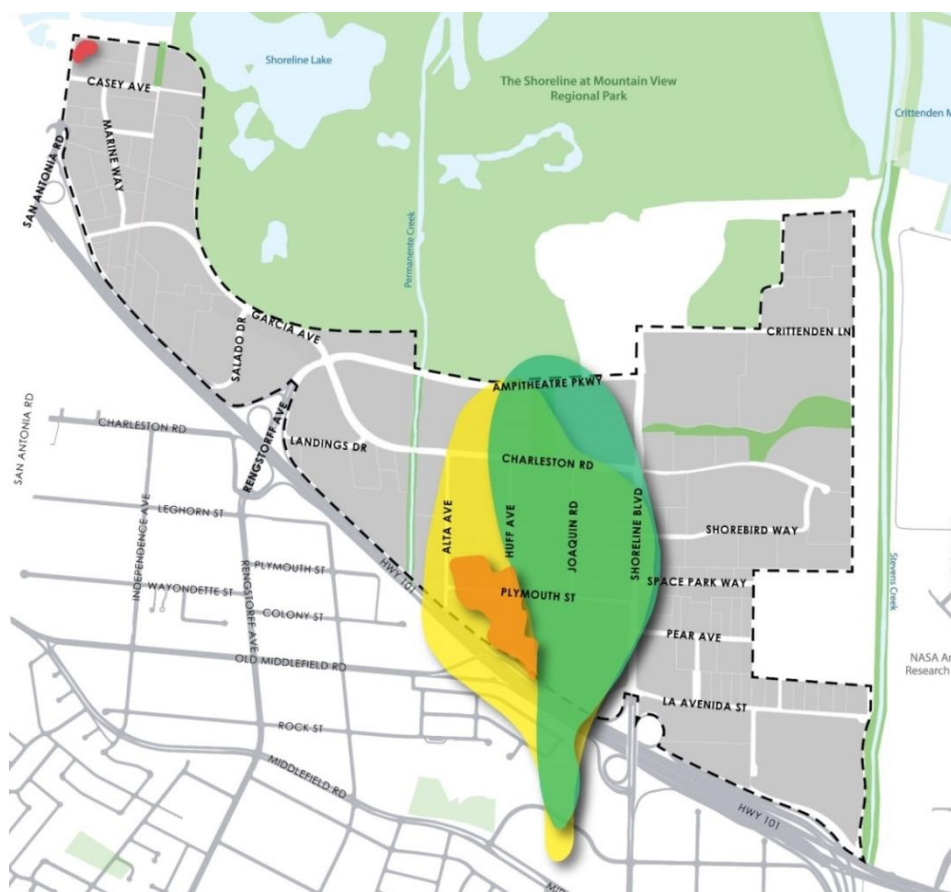 Shoreline Lake
The Shoreline at Mountain View
Regional Park
Crittenden M
CASEY AVE
MARINE WAY
SAN ANTONIA RD
Permanente Creek
GARCIA AVE
SALADO DR
CRITTENDEN LN
AMPITHEATRE PKWY
SAN ANTONIA RD
CHARLESTON RD
RENGSTORFF AVE
LANDINGS DR
CHARLESTON RD
ALTA AVE
HUFF AVE
JOAQUIN RD
SHORELINE BLVD
SHOREBIRD WAY
LEGHORN ST
INDEPENDENCE AVE
PLYMOUTH ST
RENGSTORFF AVE
WAYONDETTE ST
COLONY ST
HWY 101
PLYMOUTH ST
SPACE PARK WAY
Stevens Creek
PEAR AVE
OLD MIDDLEFIELD RD
NASA Am
Research
LA AVENIDA ST
ROCK ST
MIDDLEFIELD RD
HWY 101